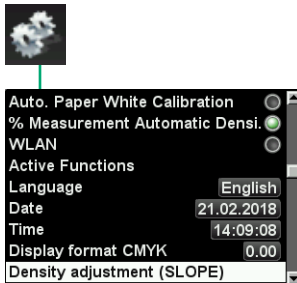 Auto. Paper White Calibration
% Measurement Automatic Densi.
WLAN
Active Functions
Language English
Date 21.02.2018
Time 14:09:08
Display format CMYK 0.00
Density adjustment (SLOPE)